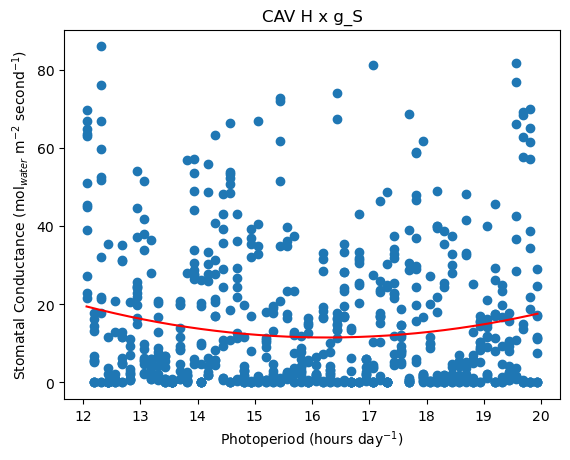 CAV H x g_S
Stomatal Conductance (mol_water m⁻² second⁻¹)
80
60
40
20
0
12 13 14 15 16 17 18 19 20
Photoperiod (hours day⁻¹)